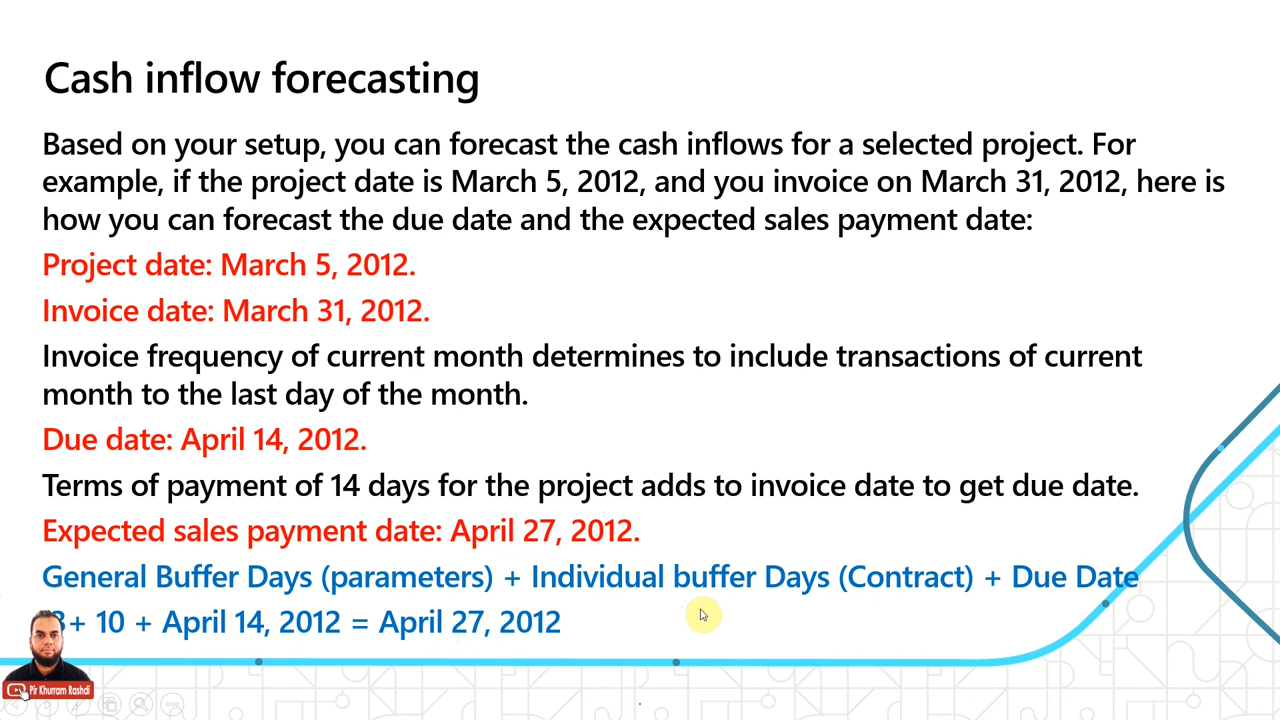 Cash inflow forecasting
Based on your setup, you can forecast the cash inflows for a selected project. For
example, if the project date is March 5, 2012, and you invoice on March 31, 2012, here is
how you can forecast the due date and the expected sales payment date:
Project date: March 5, 2012.
Invoice date: March 31, 2012.
Invoice frequency of current month determines to include transactions of current
month to the last day of the month.
Due date: April 14, 2012.
Terms of payment of 14 days for the project adds to invoice date to get due date.
Expected sales payment date: April 27, 2012.
General Buffer Days (parameters) + Individual buffer Days (Contract) + Due Date
3+ 10 + April 14, 2012 = April 27, 2012
Pir Khurram Rashdi